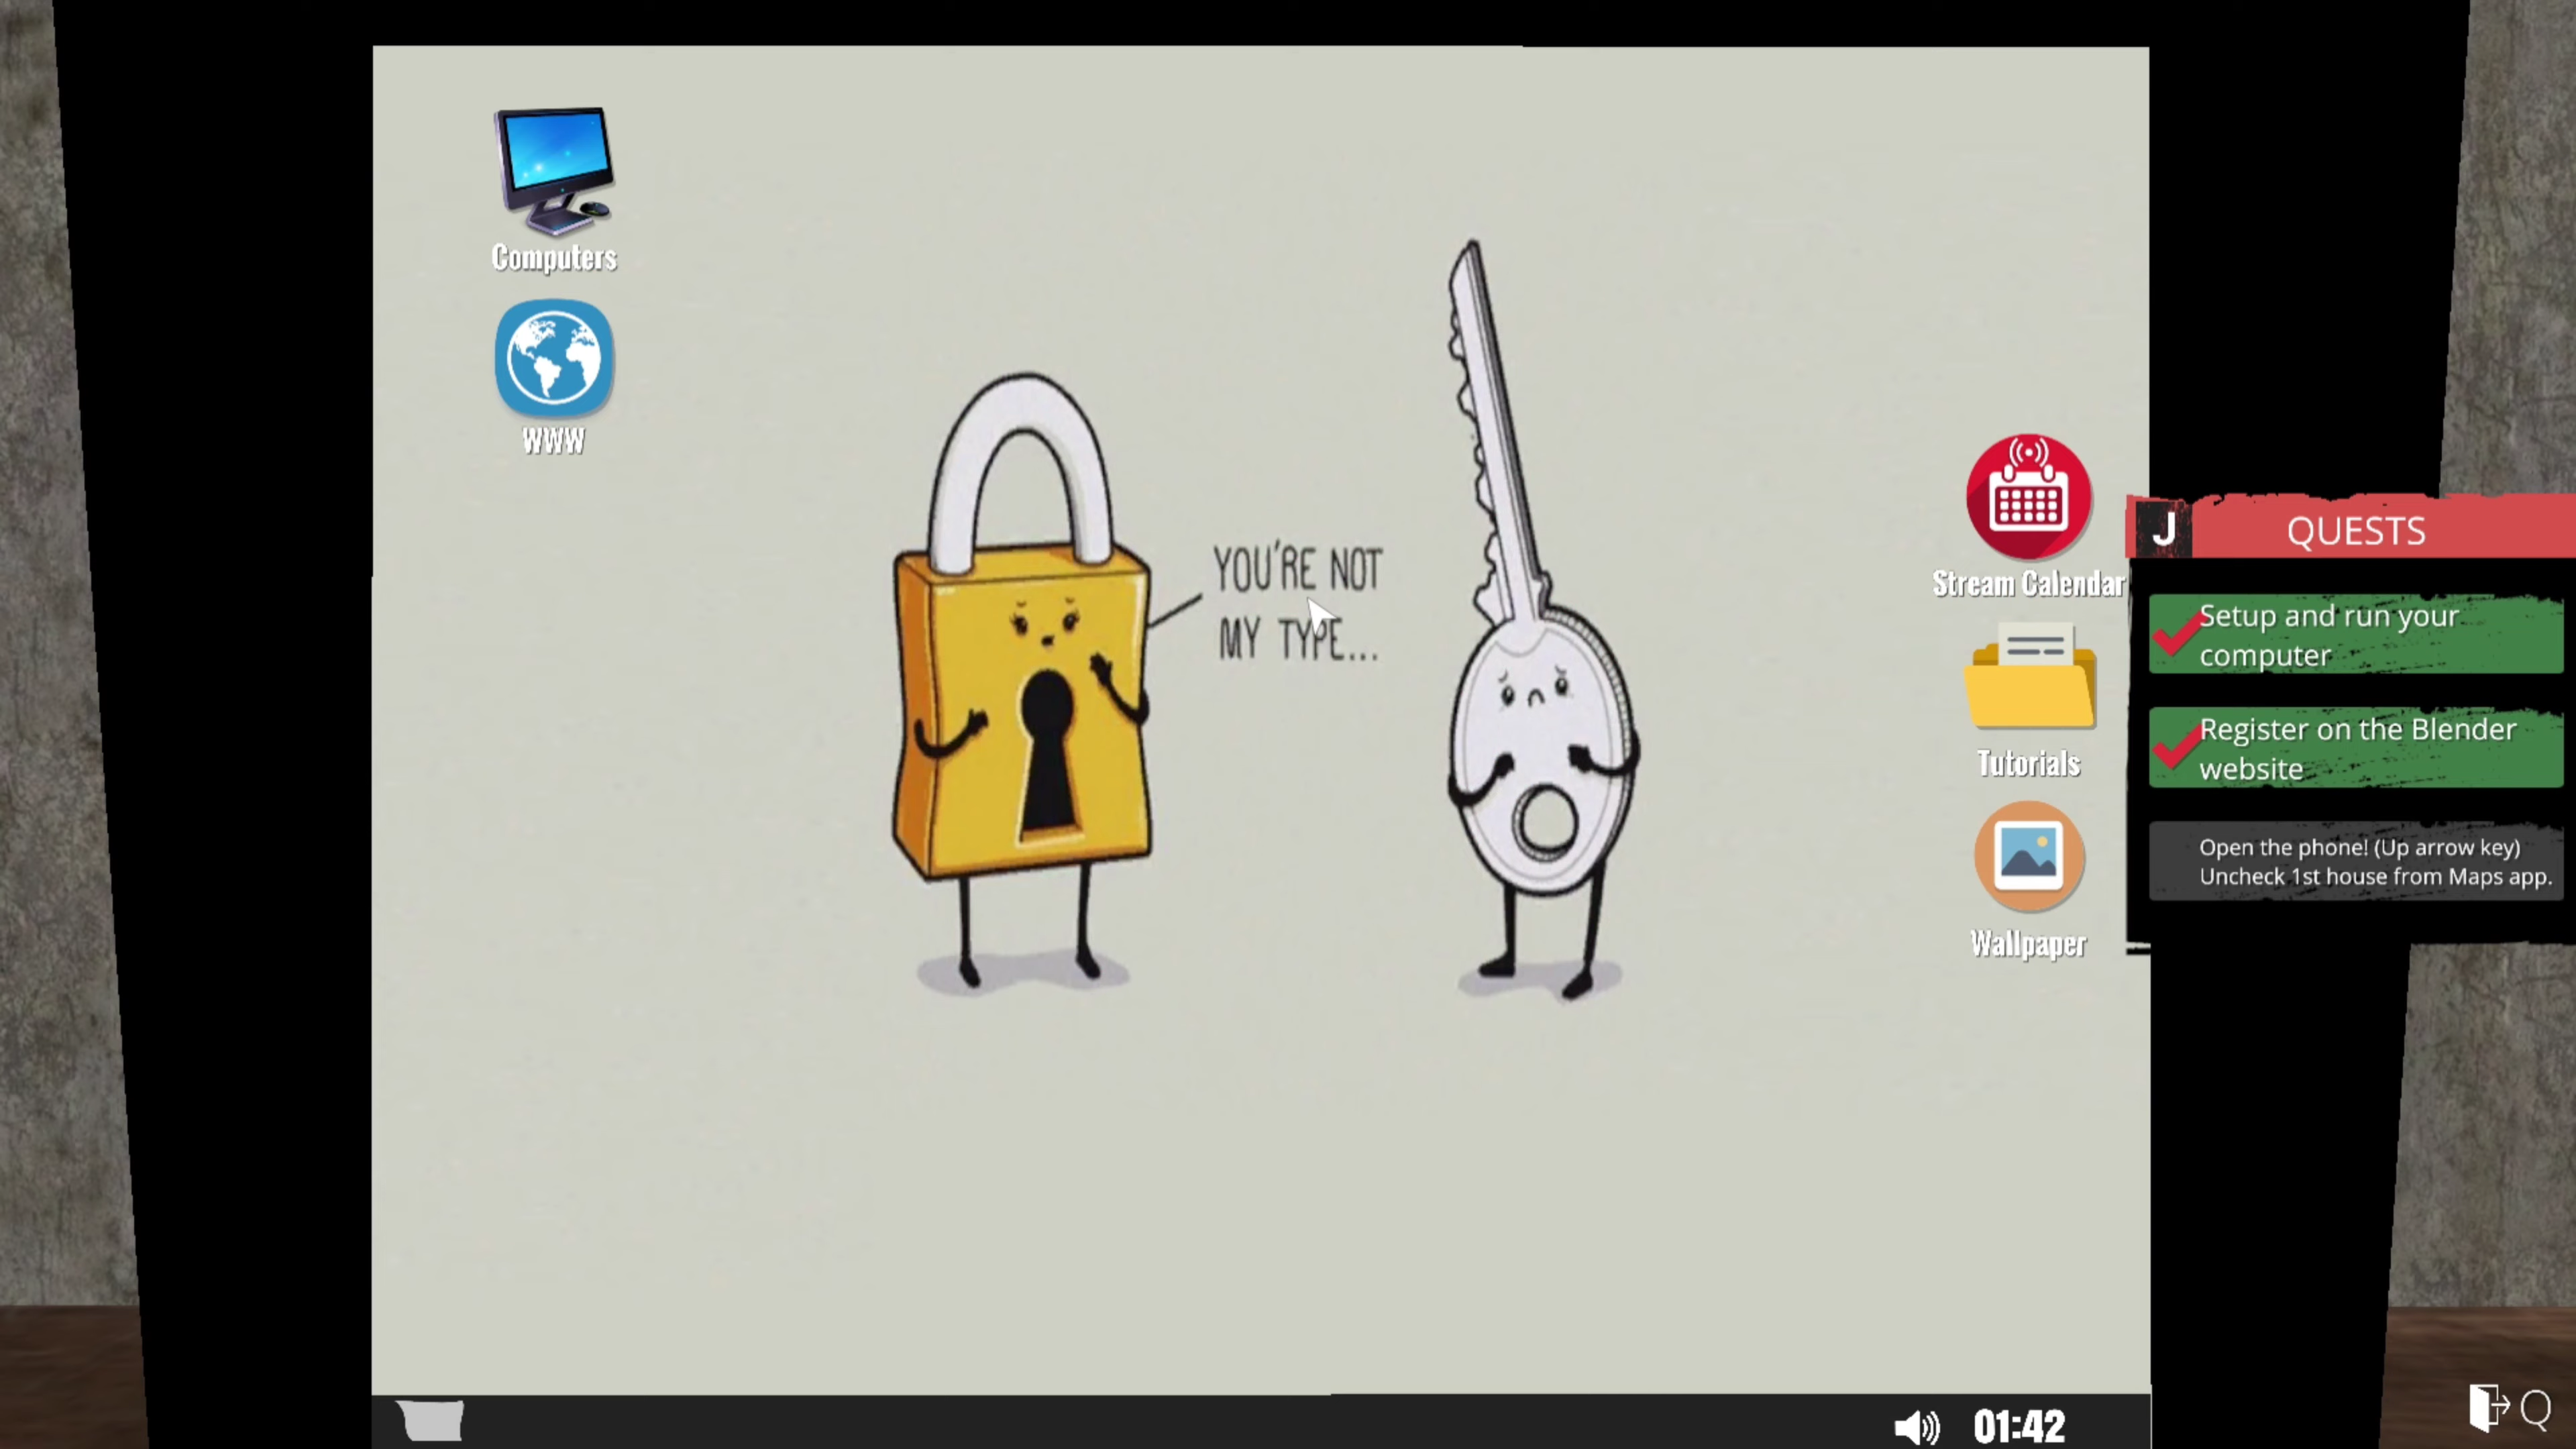 Computers
WWW
YOU'RE NOT
MY TYPE...
Stream Calendar
Tutorials
Wallpaper
J QUESTS
Setup and run your
computer
Register on the Blender
website
Open the phone! (Up arrow key)
Uncheck 1st house from Maps app.
01:42
Q